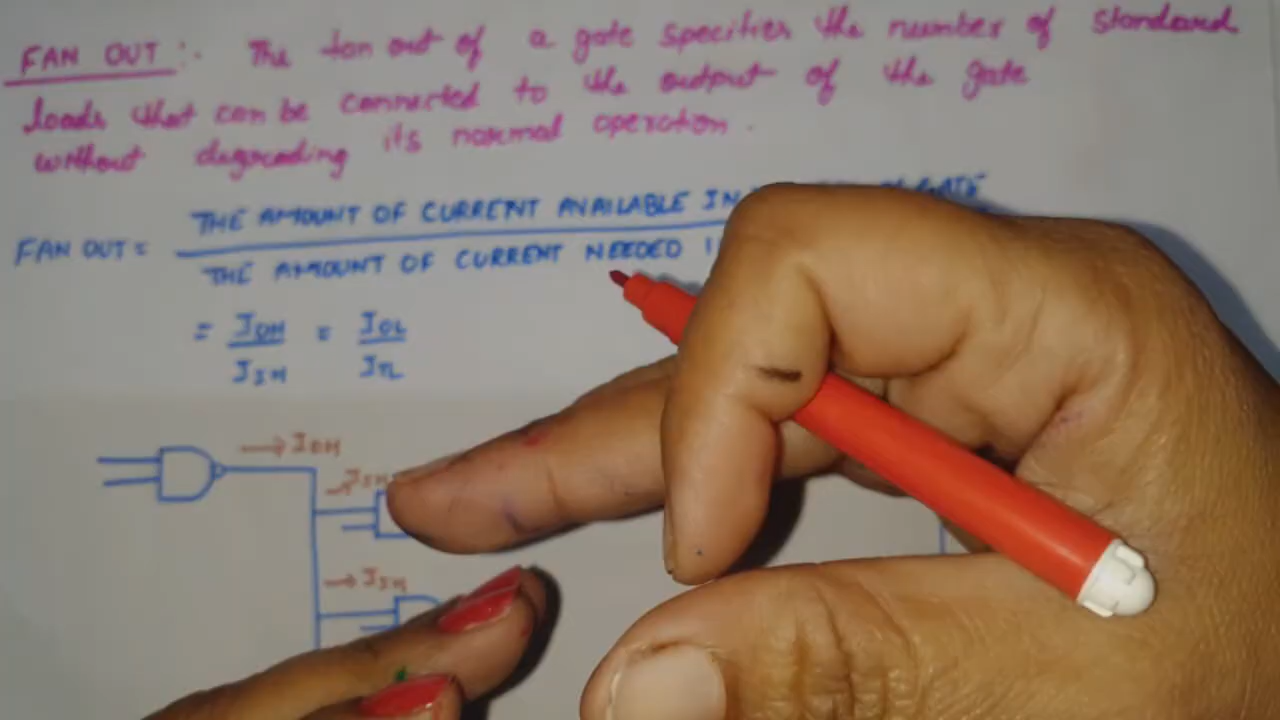 FAN OUT :- The fan out of a gate specifies the number of standard
loads that can be connected to the output of the gate
without degrading its normal operation.
THE AMOUNT OF CURRENT AVAILABLE IN GATE
FAN OUT =
THE AMOUNT OF CURRENT NEEDED
= IOH = IOL
IIH IIL
→ IOH
→ IIH
→ IIH